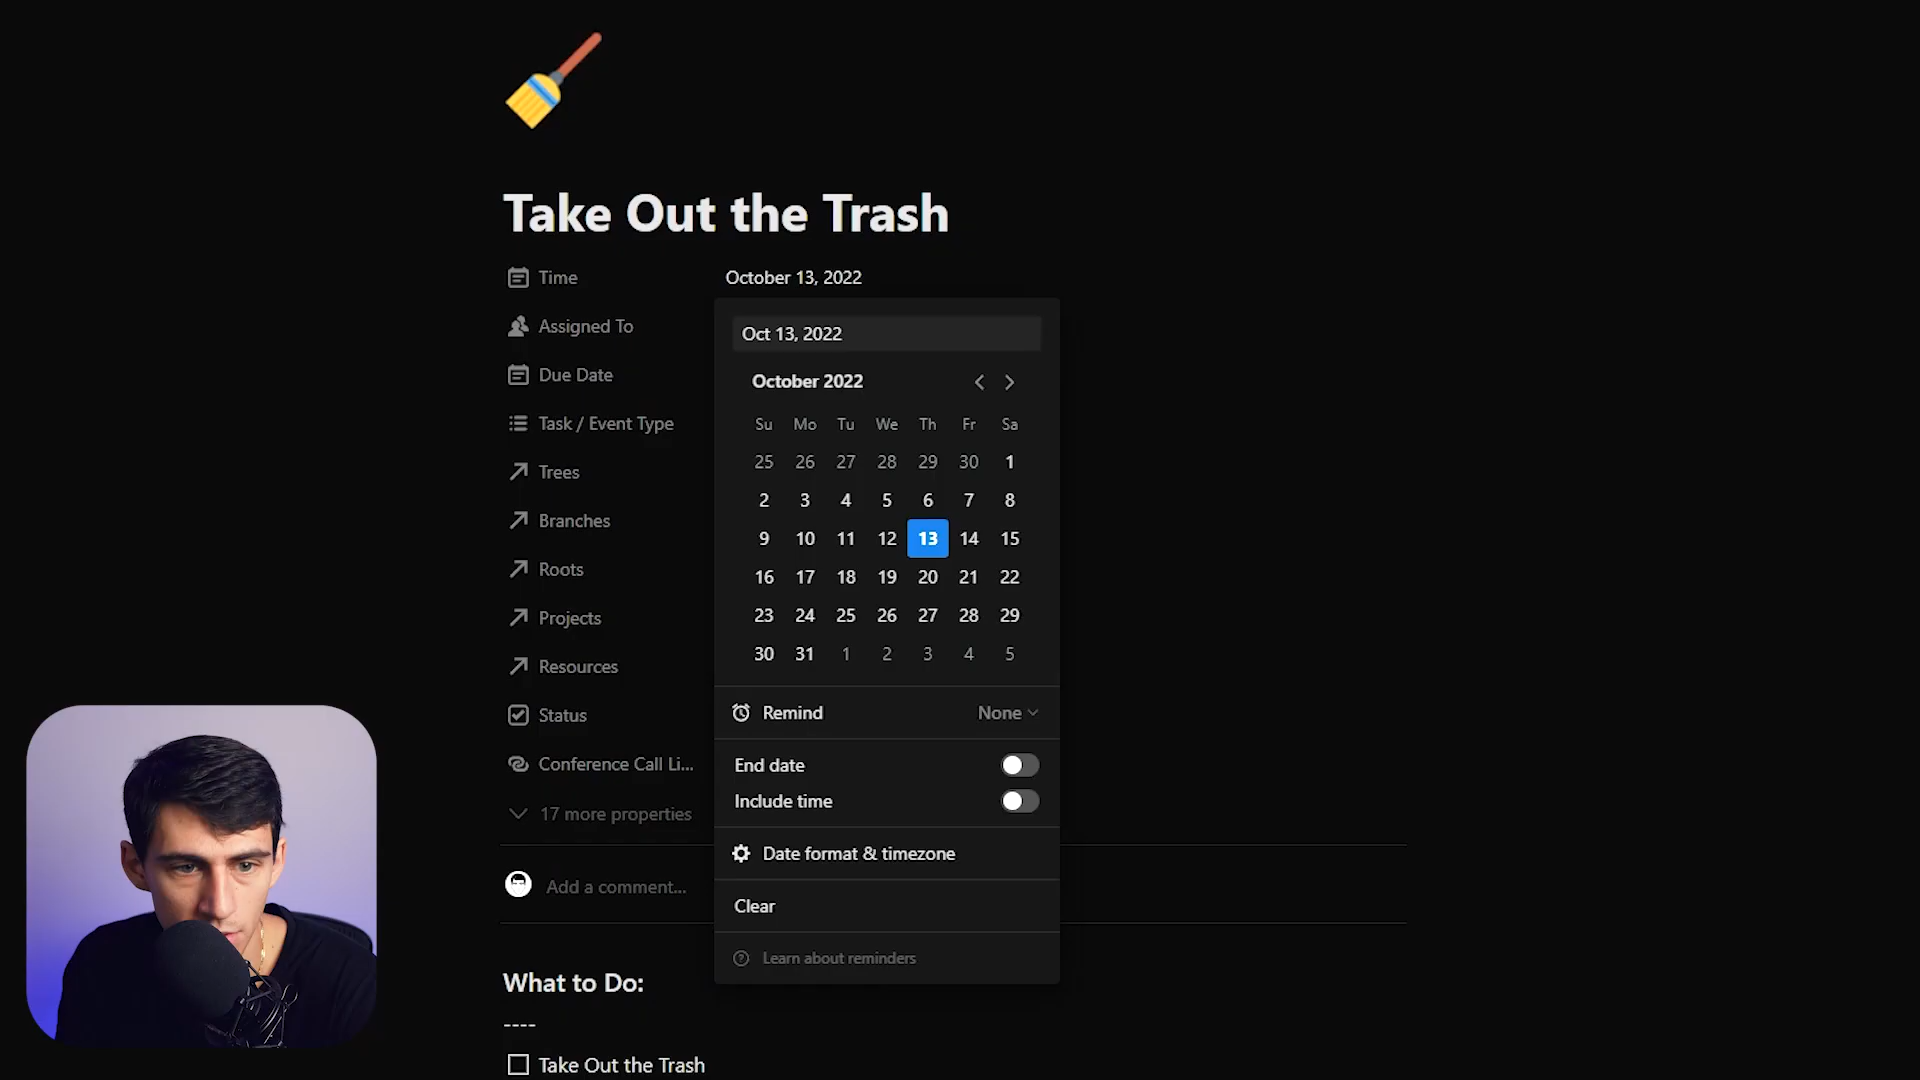 Take Out the Trash
Time October 13, 2022
Assigned To
Due Date
Task / Event Type
Trees
Branches
Roots
Projects
Resources
Status
Conference Call Li...
17 more properties
Oct 13, 2022
October 2022
Su Mo Tu We Th Fr Sa
25 26 27 28 29 30 1
2 3 4 5 6 7 8
9 10 11 12 13 14 15
16 17 18 19 20 21 22
23 24 25 26 27 28 29
30 31 1 2 3 4 5
Remind None
End date
Include time
Date format & timezone
Clear
Learn about reminders
Add a comment...
What to Do:
----
Take Out the Trash